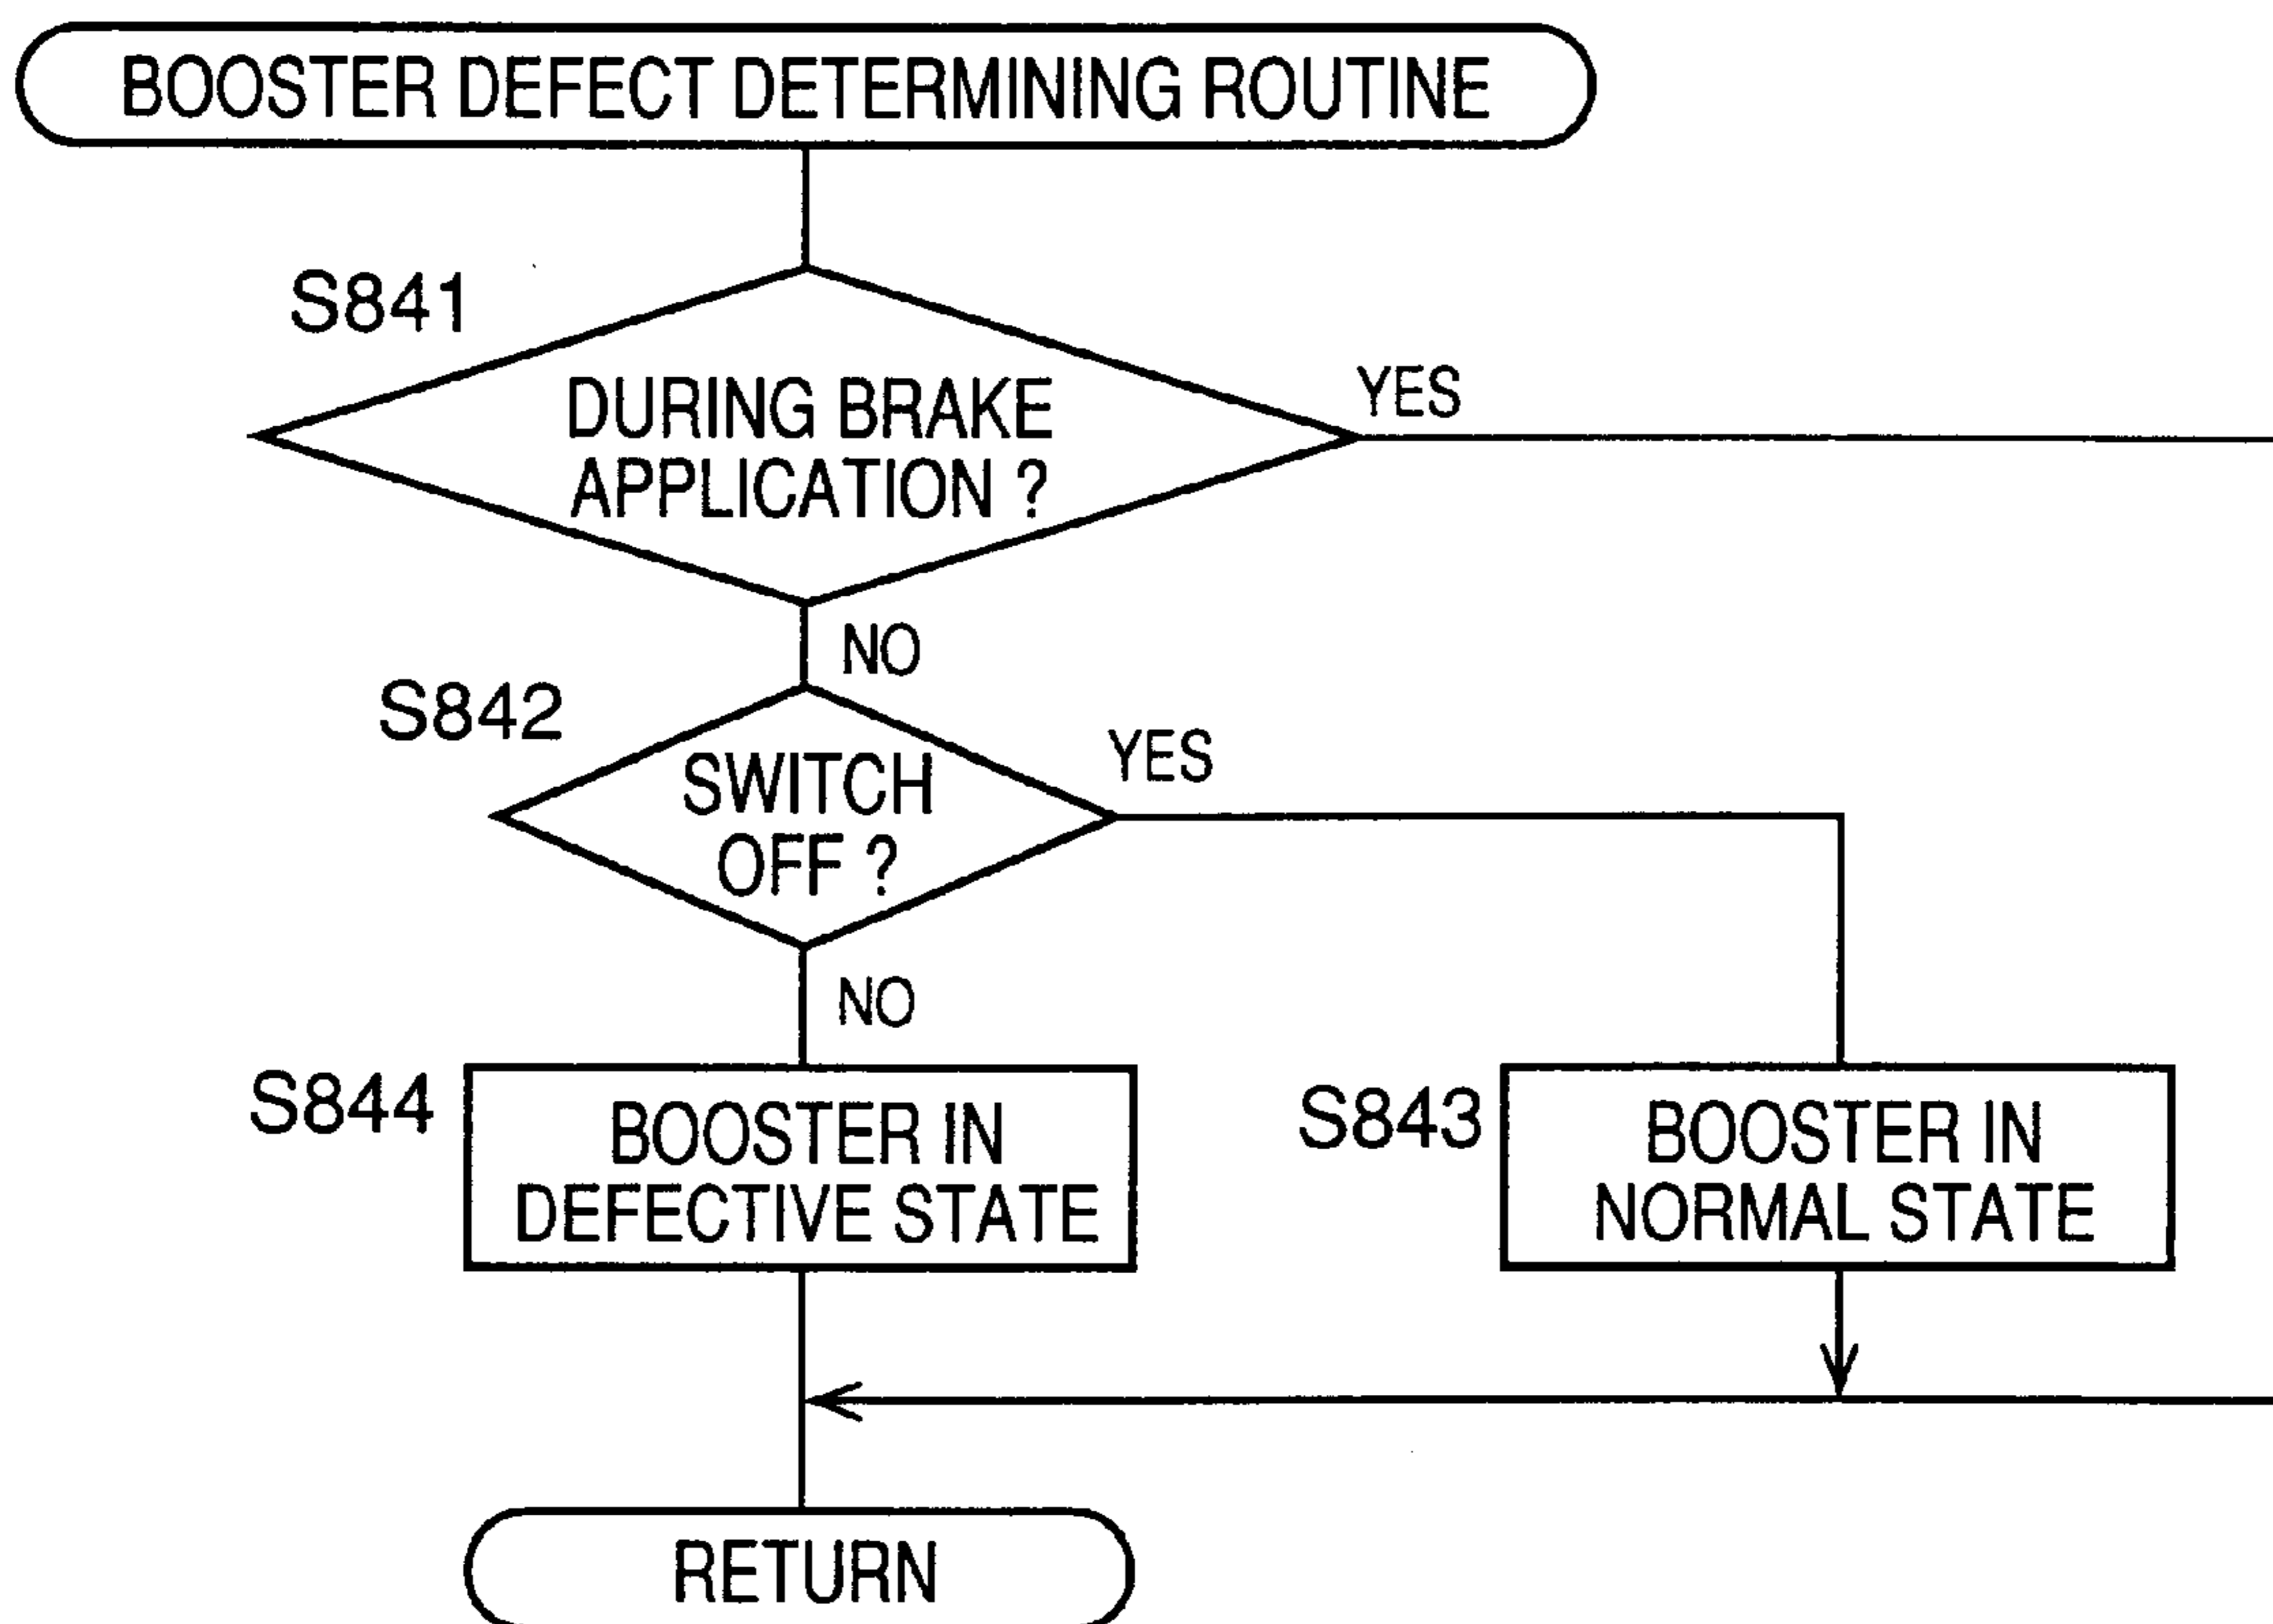 BOOSTER DEFECT DETERMINING ROUTINE
S841
DURING BRAKE
APPLICATION ?
YES
NO
S842
SWITCH
OFF ?
YES
NO
S844
BOOSTER IN
DEFECTIVE STATE
S843
BOOSTER IN
NORMAL STATE
RETURN